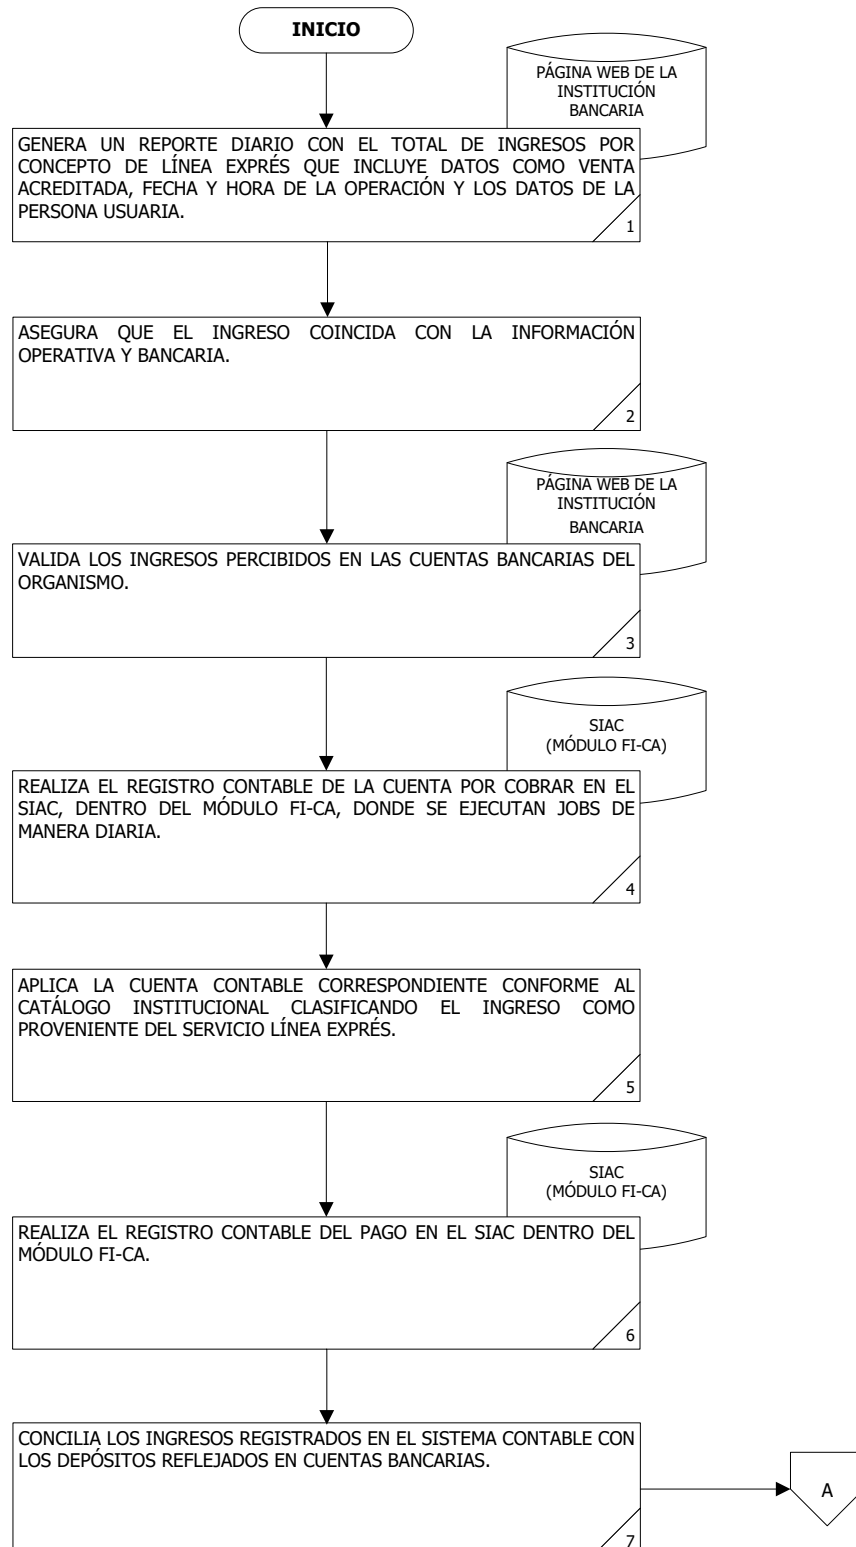 INICIO
PÁGINA WEB DE LA
INSTITUCIÓN
BANCARIA
GENERA UN REPORTE DIARIO CON EL TOTAL DE INGRESOS POR
CONCEPTO DE LÍNEA EXPRÉS QUE INCLUYE DATOS COMO VENTA
ACREDITADA, FECHA Y HORA DE LA OPERACIÓN Y LOS DATOS DE LA
PERSONA USUARIA.
1
ASEGURA QUE EL INGRESO COINCIDA CON LA INFORMACIÓN
OPERATIVA Y BANCARIA.
2
PÁGINA WEB DE LA
INSTITUCIÓN
BANCARIA
VALIDA LOS INGRESOS PERCIBIDOS EN LAS CUENTAS BANCARIAS DEL
ORGANISMO.
3
SIAC
(MÓDULO FI-CA)
REALIZA EL REGISTRO CONTABLE DE LA CUENTA POR COBRAR EN EL
SIAC, DENTRO DEL MÓDULO FI-CA, DONDE SE EJECUTAN JOBS DE
MANERA DIARIA.
4
APLICA LA CUENTA CONTABLE CORRESPONDIENTE CONFORME AL
CATÁLOGO INSTITUCIONAL CLASIFICANDO EL INGRESO COMO
PROVENIENTE DEL SERVICIO LÍNEA EXPRÉS.
5
SIAC
(MÓDULO FI-CA)
REALIZA EL REGISTRO CONTABLE DEL PAGO EN EL SIAC DENTRO DEL
MÓDULO FI-CA.
6
CONCILIA LOS INGRESOS REGISTRADOS EN EL SISTEMA CONTABLE CON
LOS DEPÓSITOS REFLEJADOS EN CUENTAS BANCARIAS.
A
7